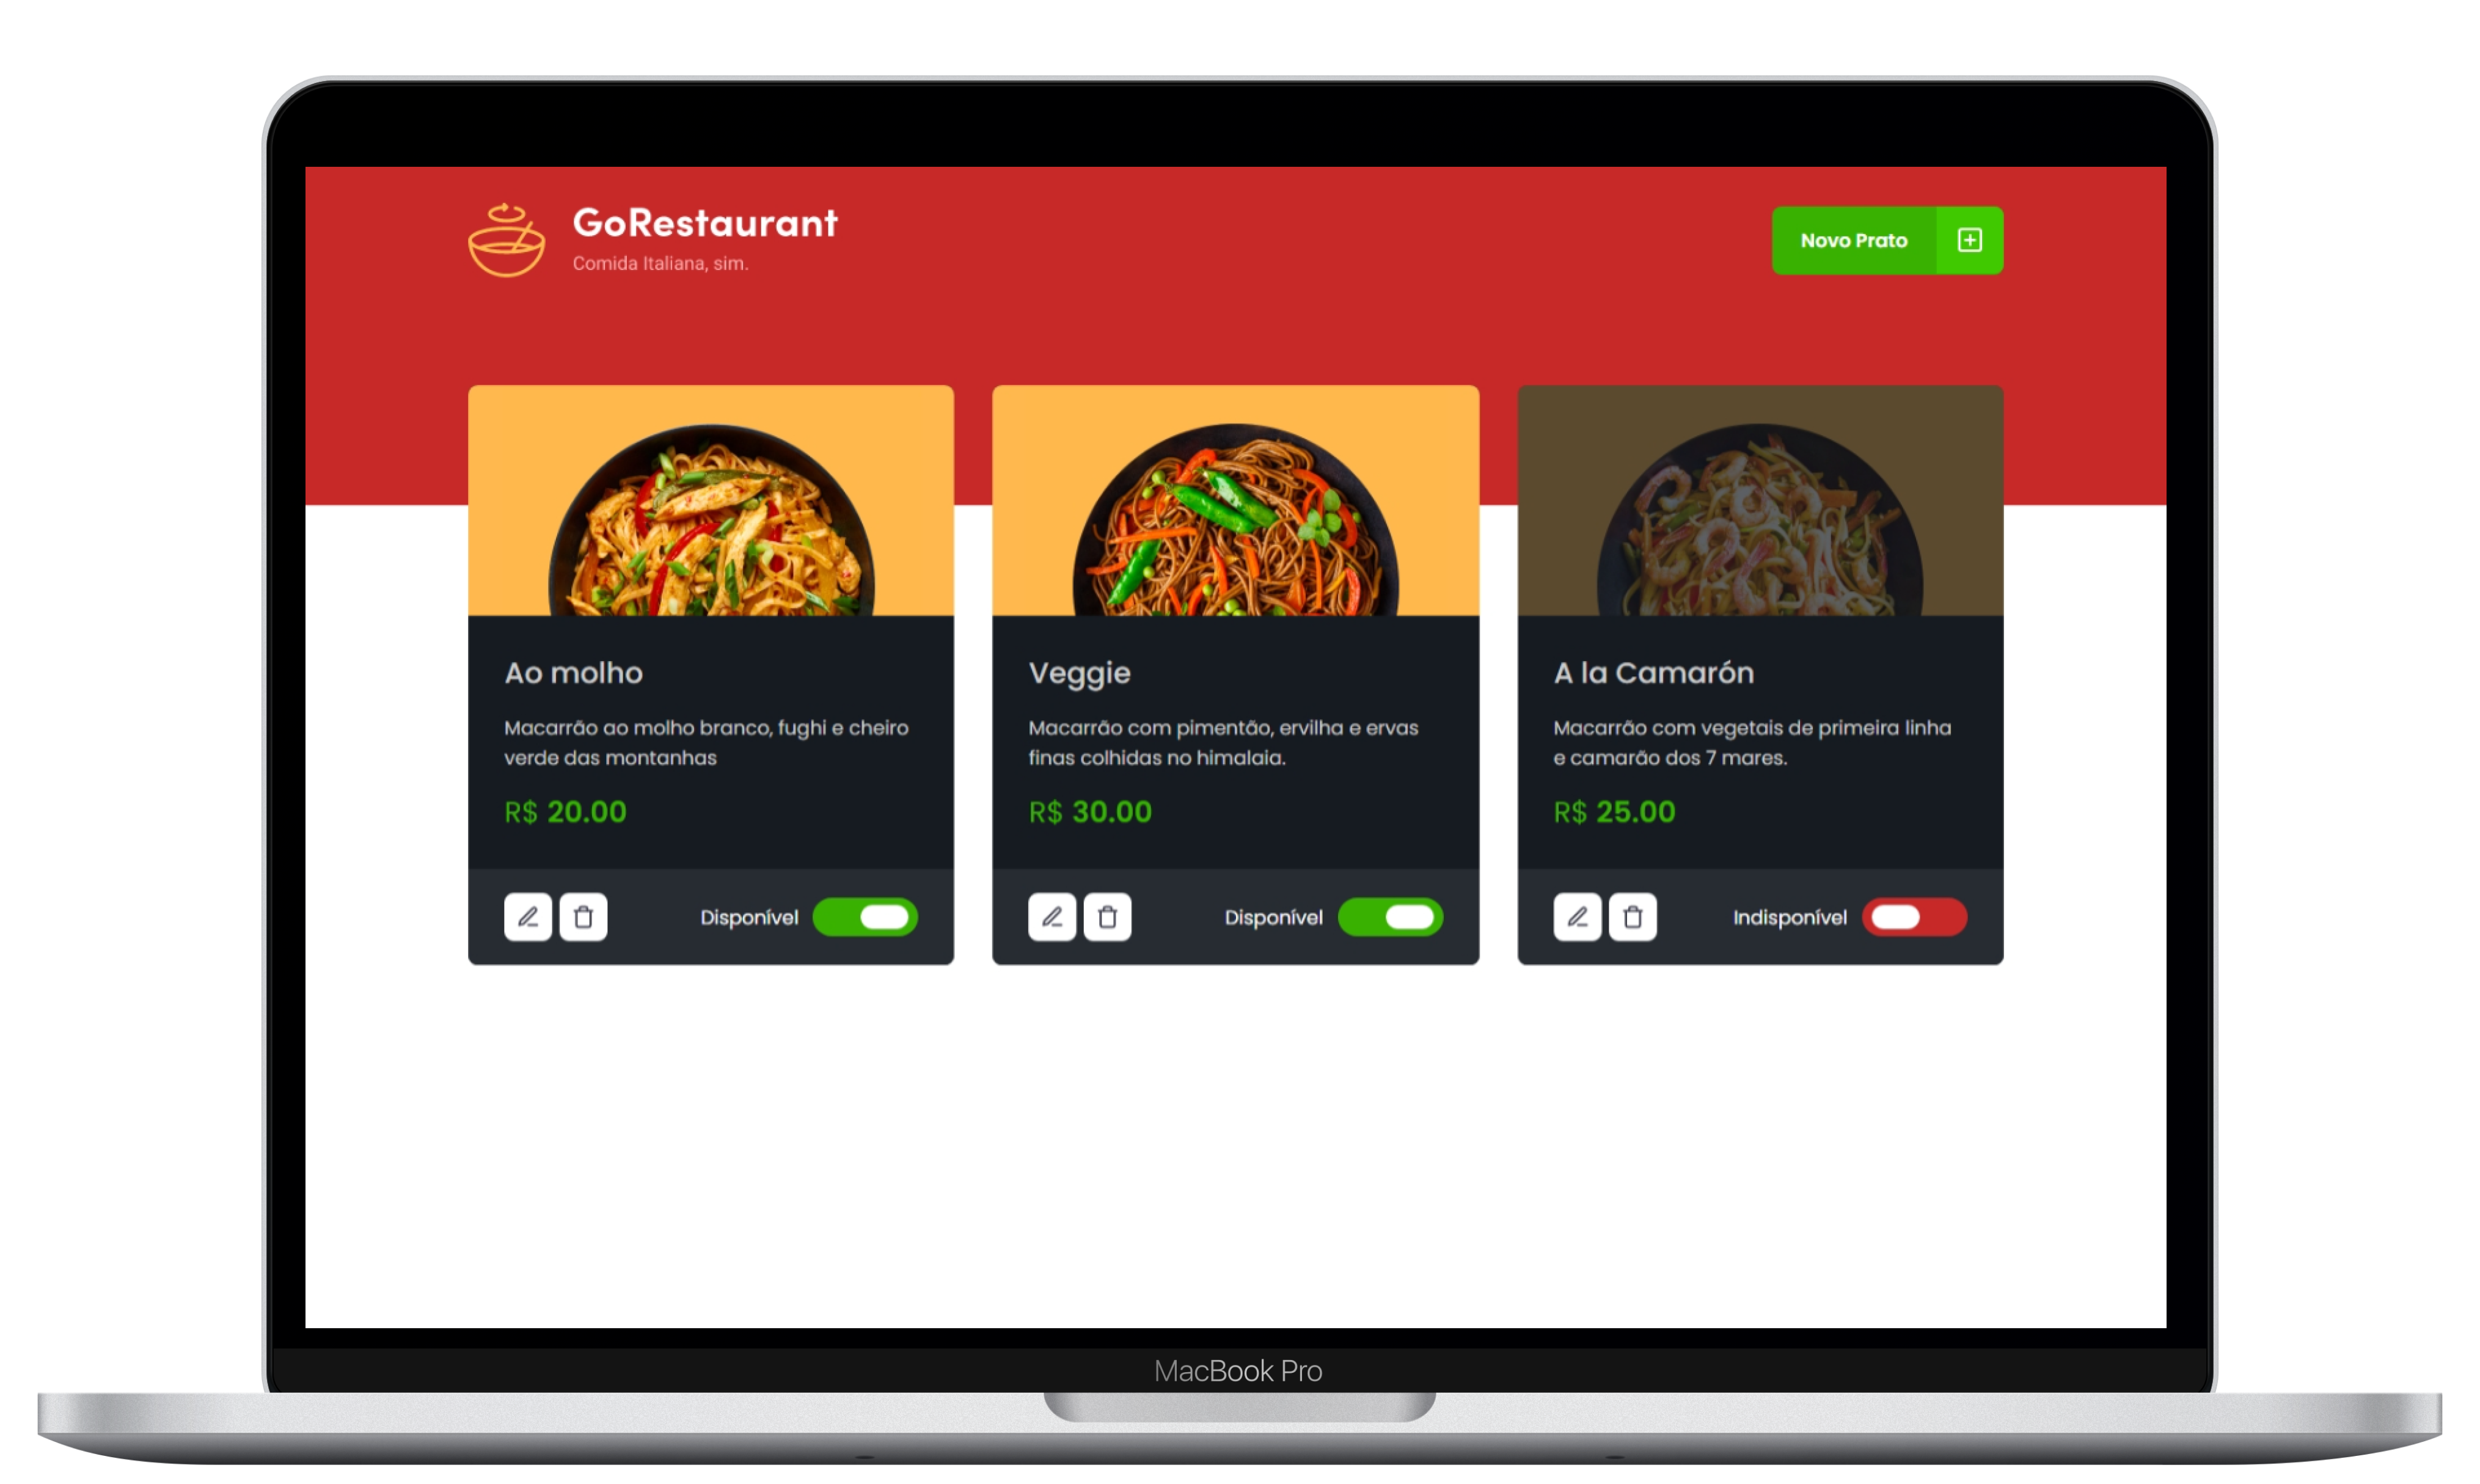 GoRestaurant
Comida Italiana, sim.
Novo Prato
Ao molho
Macarrão ao molho branco, fughi e cheiro
verde das montanhas
R$ 20.00
Disponível
Veggie
Macarrão com pimentão, ervilha e ervas
finas colhidas no himalaia.
R$ 30.00
Disponível
A la Camarón
Macarrão com vegetais de primeira linha
e camarão dos 7 mares.
R$ 25.00
Indisponível
MacBook Pro